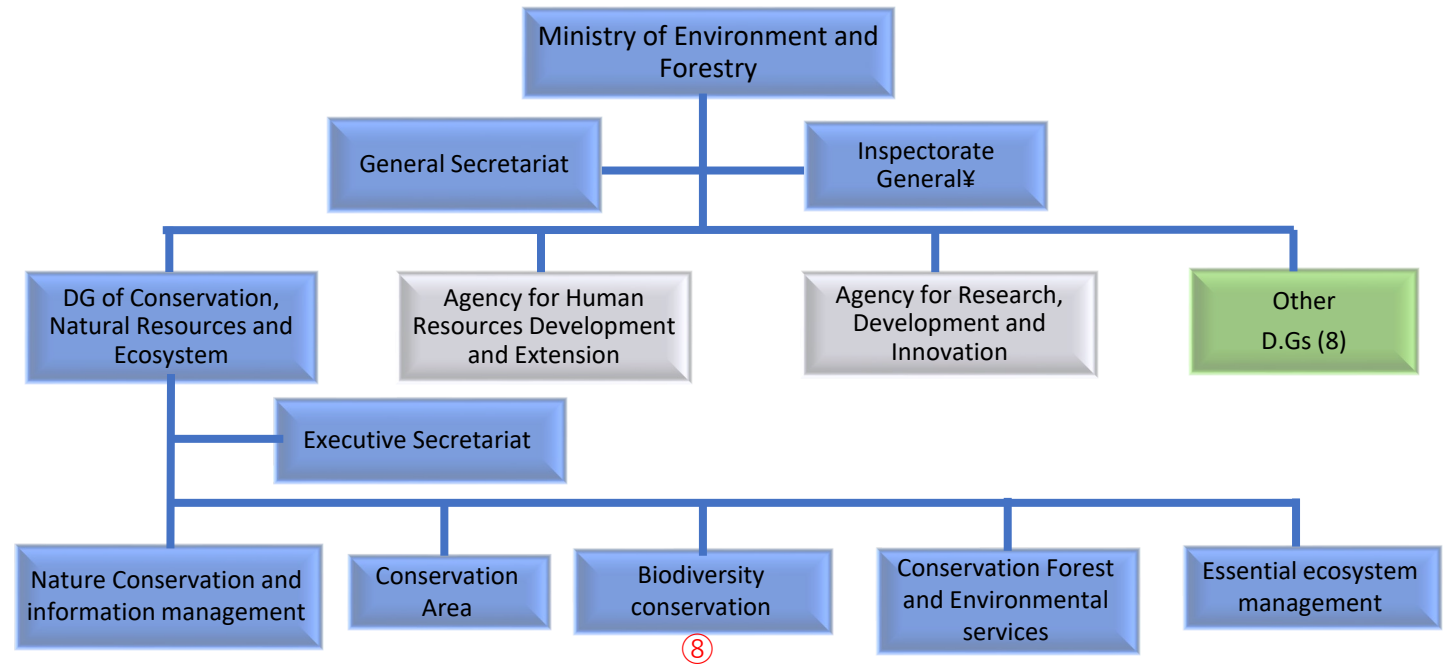 Ministry of Environment and
Forestry
General Secretariat
Inspectorate
General¥
DG of Conservation,
Natural Resources and
Ecosystem
Agency for Human
Resources Development
and Extension
Agency for Research,
Development and
Innovation
Other
D.Gs (8)
Executive Secretariat
Nature Conservation and
information management
Conservation
Area
Biodiversity
conservation
Conservation Forest
and Environmental
services
Essential ecosystem
management
⑧